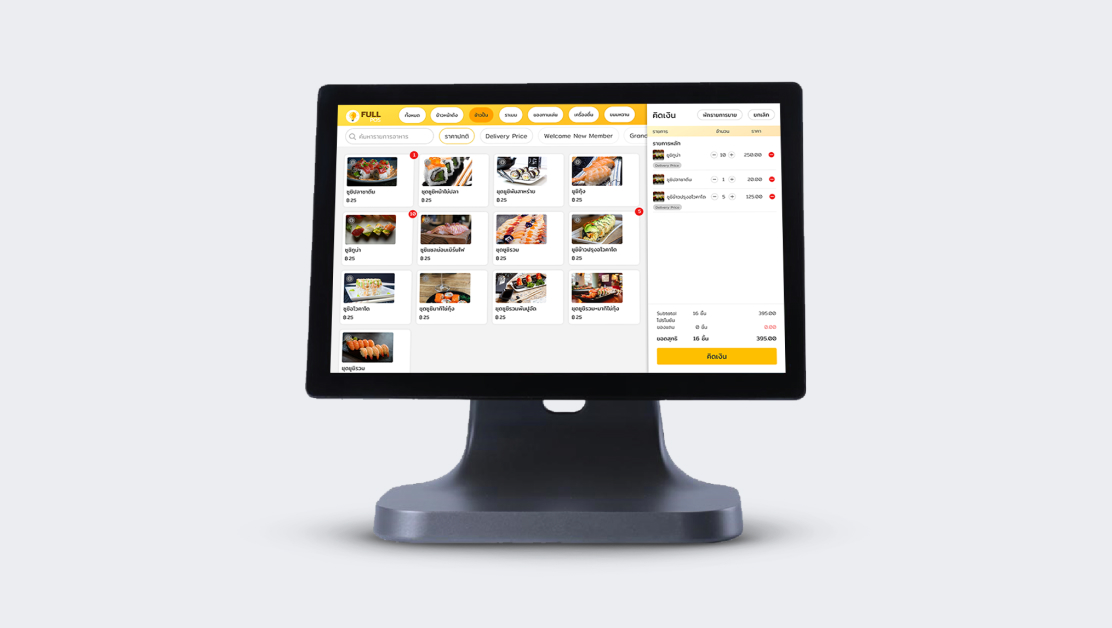 FULL
ทั้งหมด ข้าวหน้าล้น ข้าวปั้น ราเมน ของทานเล่น เครื่องดื่ม ขนมหวาน
ค้นหารายการอาหาร ราคาปกติ Delivery Price Welcome New Member Grand
1
ซูชิปลาซาดีน
฿25
ชุดซูชิหน้าไข่ปลา
฿25
ชุดซูชิพันสาหร่าย
฿25
ซูชิกุ้ง
฿25
10
5
ซูชิทูน่า
฿25
ซูชิแซลม่อนเบิร์นไฟ
฿25
ชุดซูชิรวม
฿25
ซูชิข้าวปรุงอโวคาโด
฿25
ซูชิอโวคาโด
฿25
ชุดซูชิมากิไข่กุ้ง
฿25
ชุดซูชิรวมพันปูอัด
฿25
ชุดซูชิรวม+มากิไข่กุ้ง
฿25
ชุดซูชิรวม
คิดเงิน พักรายการขาย ยกเลิก
รายการ จำนวน ราคา
รายการหลัก
ซูชิทูน่า 10 250.00
Delivery Price
ซูชิปลาซาดีน 1 20.00
ซูชิข้าวปรุงอโวคาโด 5 125.00
Delivery Price
รวมรายการ 16 ชิ้น 395.00
โปรโมชัน
ของแถม 0 ชิ้น 0.00
ยอดสุทธิ 16 ชิ้น 395.00
คิดเงิน